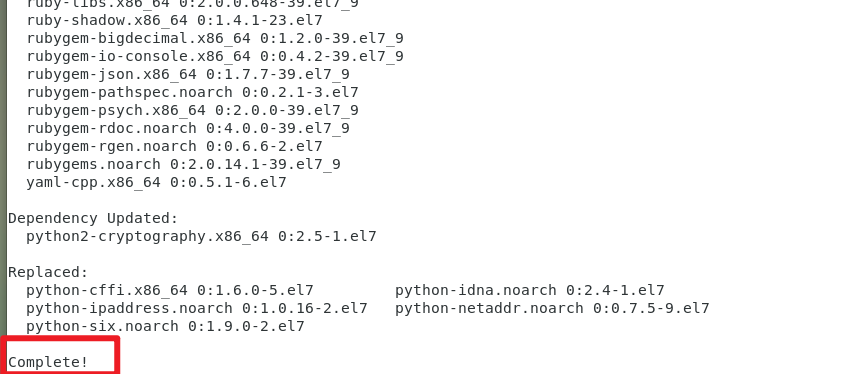 ruby-libs.x86_64 0:2.0.0.648-39.el7_9
ruby-shadow.x86_64 0:1.4.1-23.el7
rubygem-bigdecimal.x86_64 0:1.2.0-39.el7_9
rubygem-io-console.x86_64 0:0.4.2-39.el7_9
rubygem-json.x86_64 0:1.7.7-39.el7_9
rubygem-pathspec.noarch 0:0.2.1-3.el7
rubygem-psych.x86_64 0:2.0.0-39.el7_9
rubygem-rdoc.noarch 0:4.0.0-39.el7_9
rubygem-rgen.noarch 0:0.6.6-2.el7
rubygems.noarch 0:2.0.14.1-39.el7_9
yaml-cpp.x86_64 0:0.5.1-6.el7
Dependency Updated:
python2-cryptography.x86_64 0:2.5-1.el7
Replaced:
python-cffi.x86_64 0:1.6.0-5.el7 python-idna.noarch 0:2.4-1.el7
python-ipaddress.noarch 0:1.0.16-2.el7 python-netaddr.noarch 0:0.7.5-9.el7
python-six.noarch 0:1.9.0-2.el7
Complete!